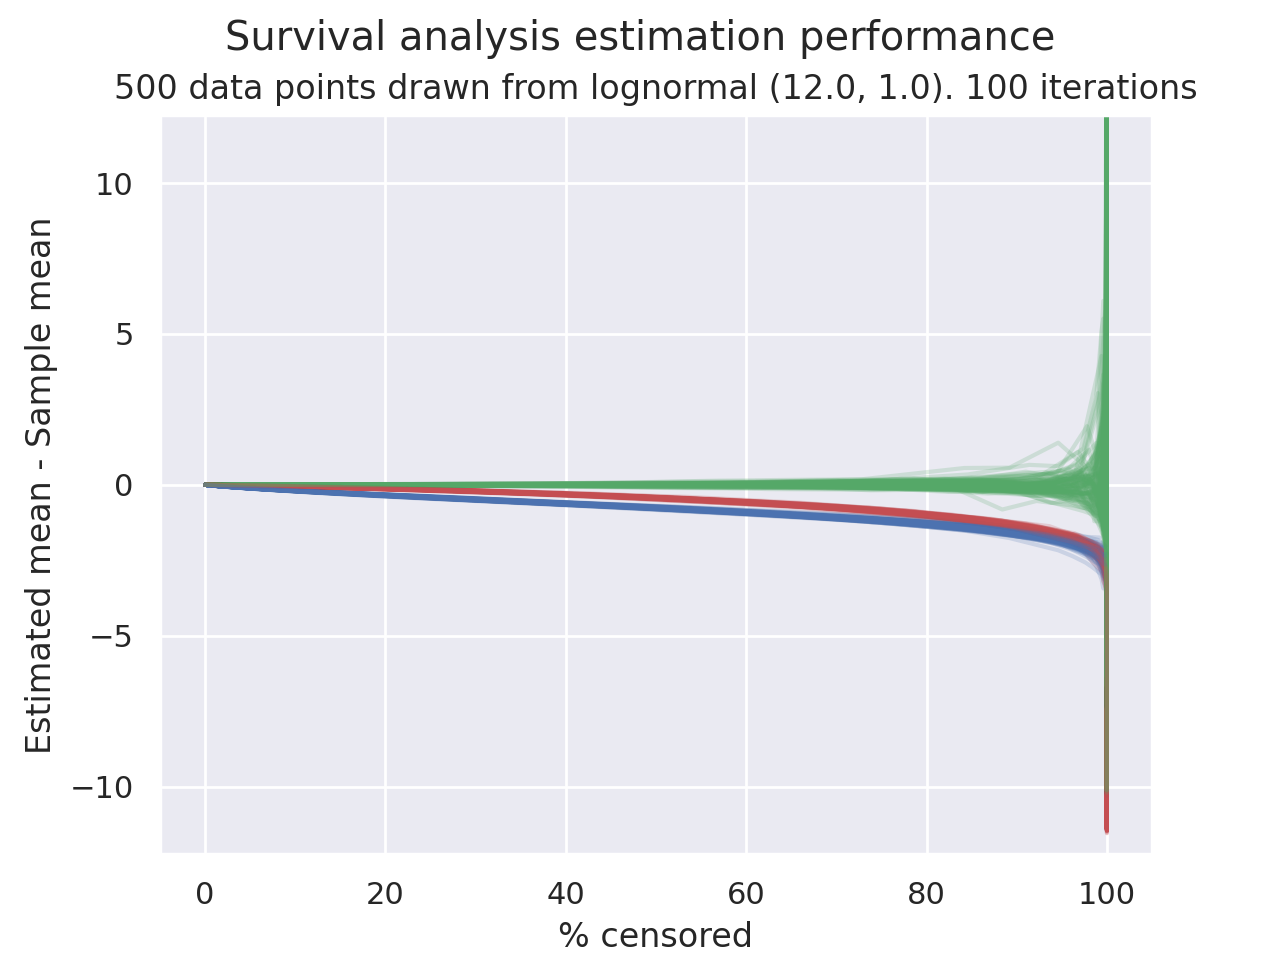 Survival analysis estimation performance
500 data points drawn from lognormal (12.0, 1.0). 100 iterations
Estimated mean - Sample mean
10
5
0
−5
−10
0 20 40 60 80 100
% censored